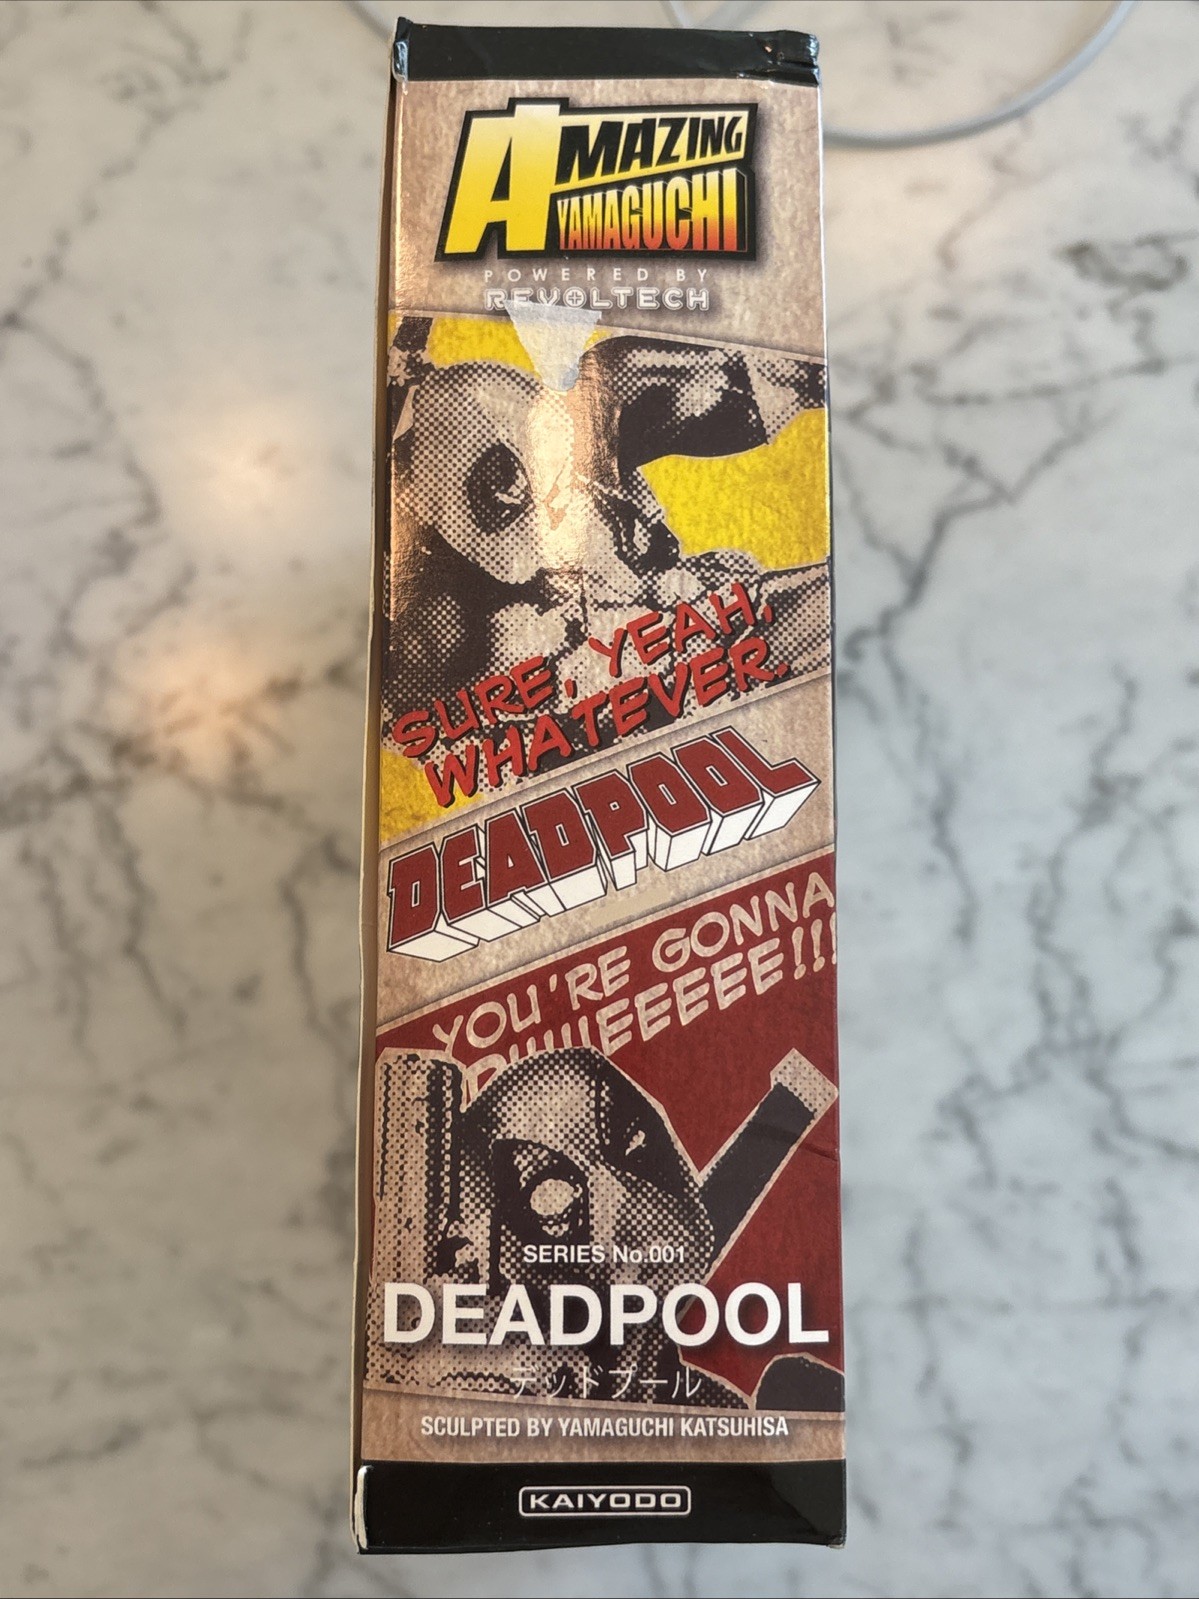 AMAZING
YAMAGUCHI
POWERED BY
REVOLTECH
SURE, YEAH,
WHATEVER.
DEADPOOL
YOU'RE GONNA
SERIES No.001
DEADPOOL
デッドプール
SCULPTED BY YAMAGUCHI KATSUHISA
KAIYODO